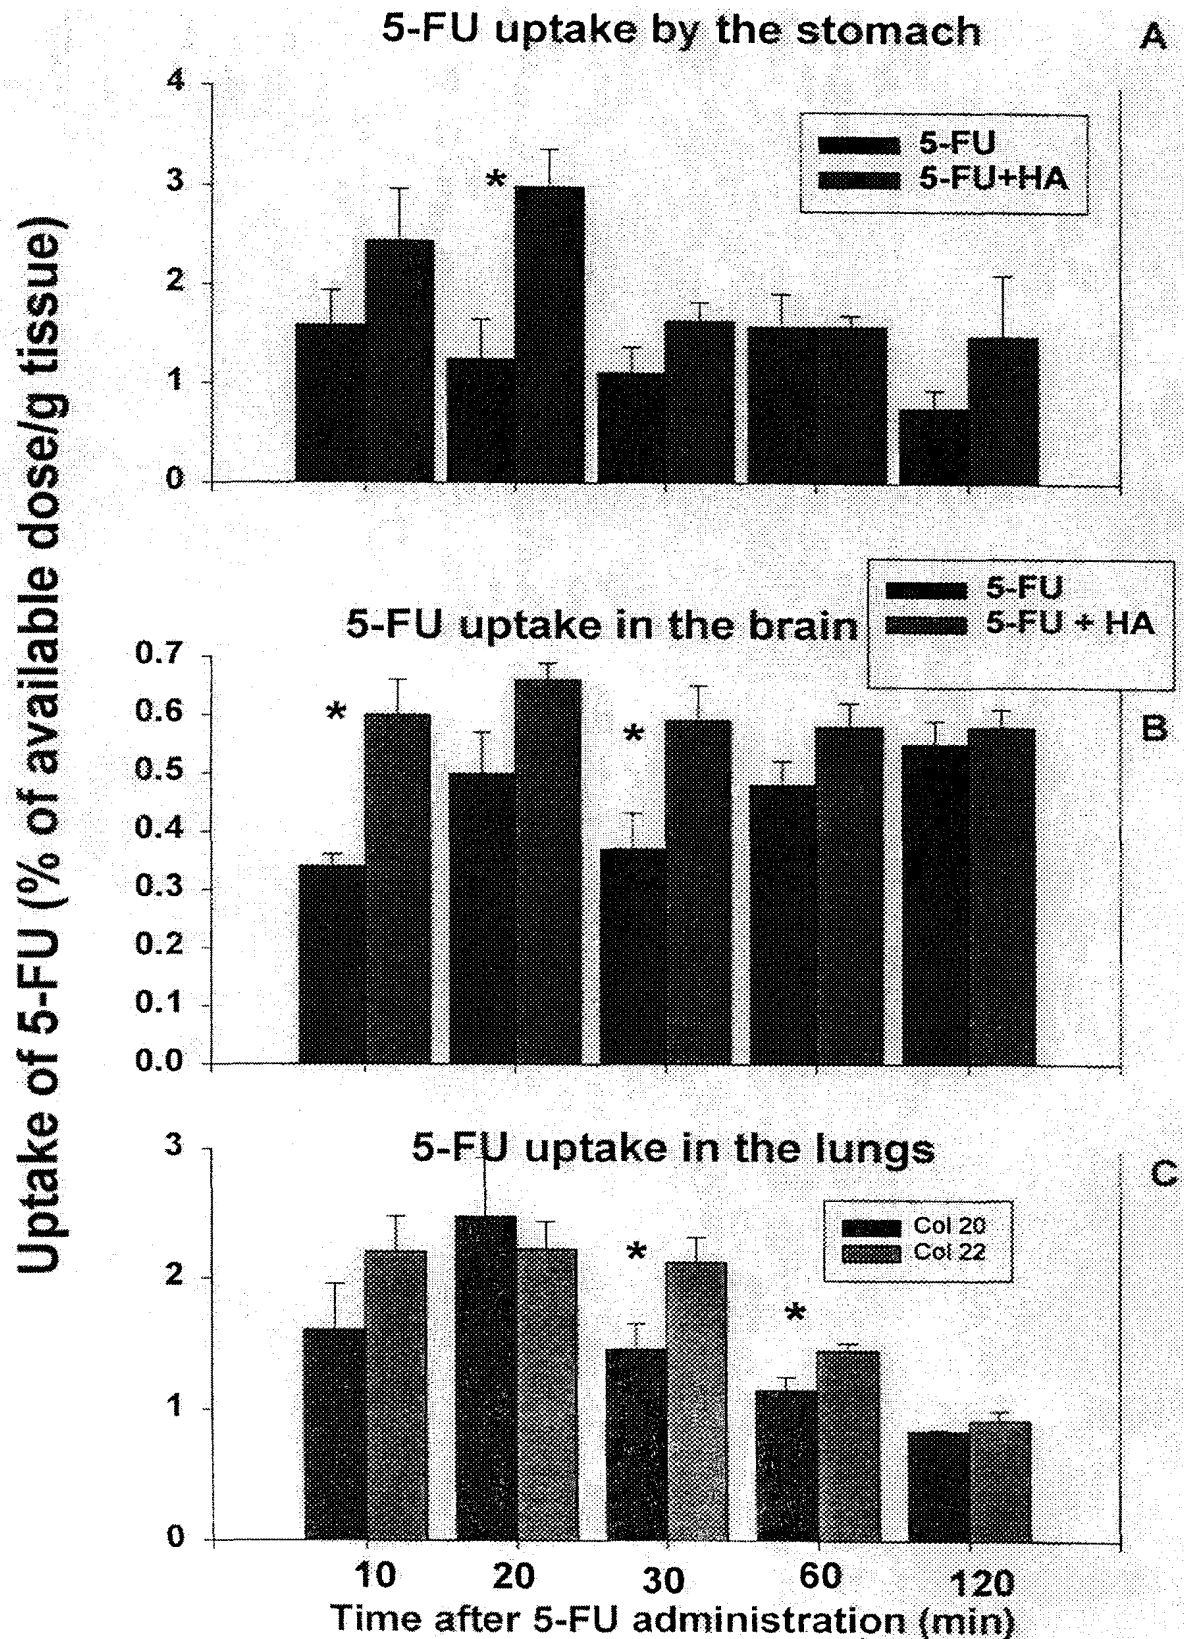 5-FU uptake by the stomach
A
4
3
2
1
0
*
5-FU
5-FU+HA
Uptake of 5-FU (% of available dose/g tissue)
5-FU uptake in the brain
5-FU
5-FU + HA
B
0.7
0.6
0.5
0.4
0.3
0.2
0.1
0.0
*
*
5-FU uptake in the lungs
C
3
2
1
0
*
*
Col 20
Col 22
10 20 30 60 120
Time after 5-FU administration (min)